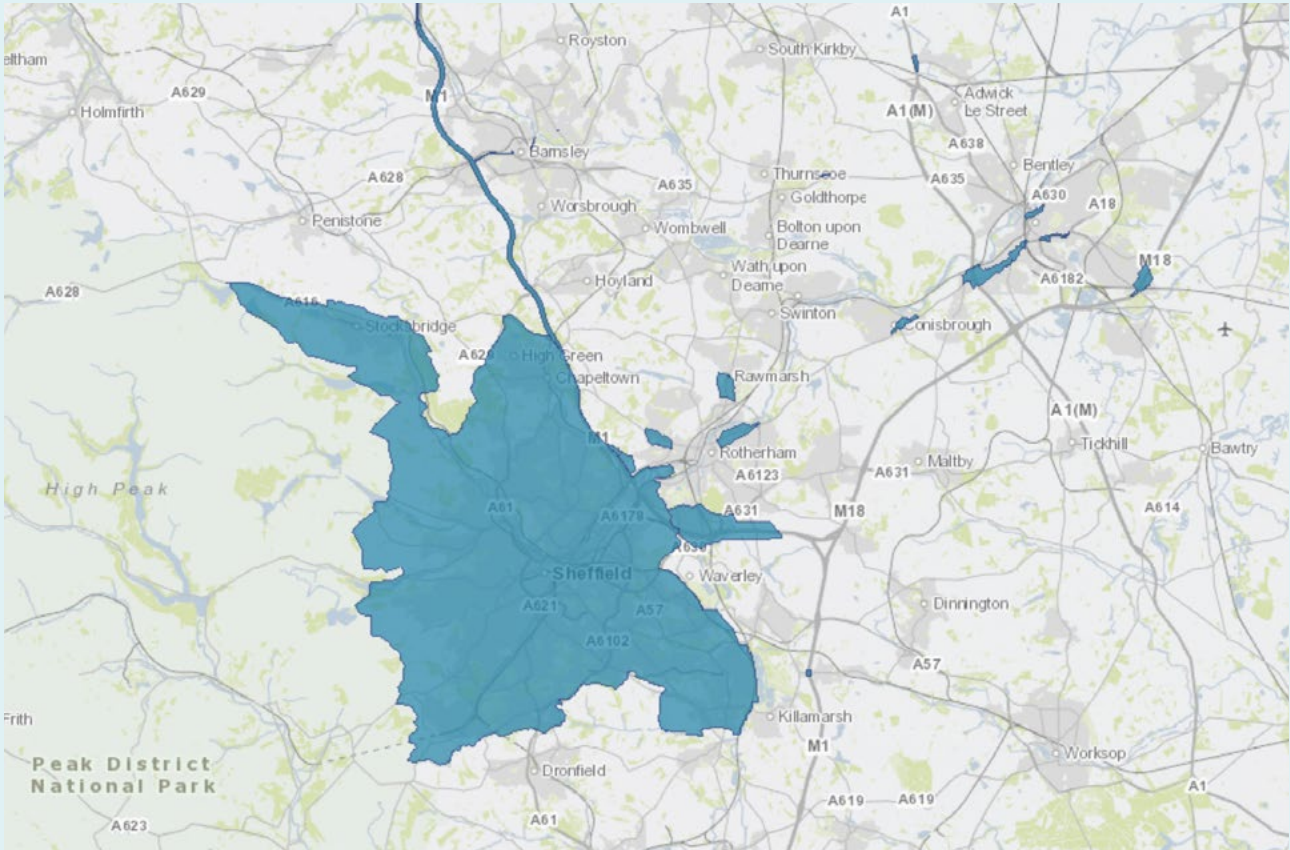 A1
Royston
South Kirkby
eltham
A629
M1
Adwick
Le Street
Holmfirth
A1(M)
A638
Barnsley
Bentley
A628
A635
Thurnscoe
A635
A630
Goldthorpe
A18
Worsbrough
Penistone
Wombwell
Bolton upon
Dearne
M18
Wath upon
Dearne
A6182
Hoyland
A628
A616
Swinton
Stocksbridge
Conisbrough
A629
High Green
Chapeltown
Rawmarsh
A1(M)
M1
Tickhill
Bawtry
Rotherham
Maltby
A6123
A631
High Peak
A61
A6178
A631
M18
A614
A630
Sheffield
Waverley
A621
A57
Dinnington
A6102
A57
Frith
Killamarsh
M1
Worksop
Peak District
National Park
Dronfield
A1
A619
A619
A61
A623